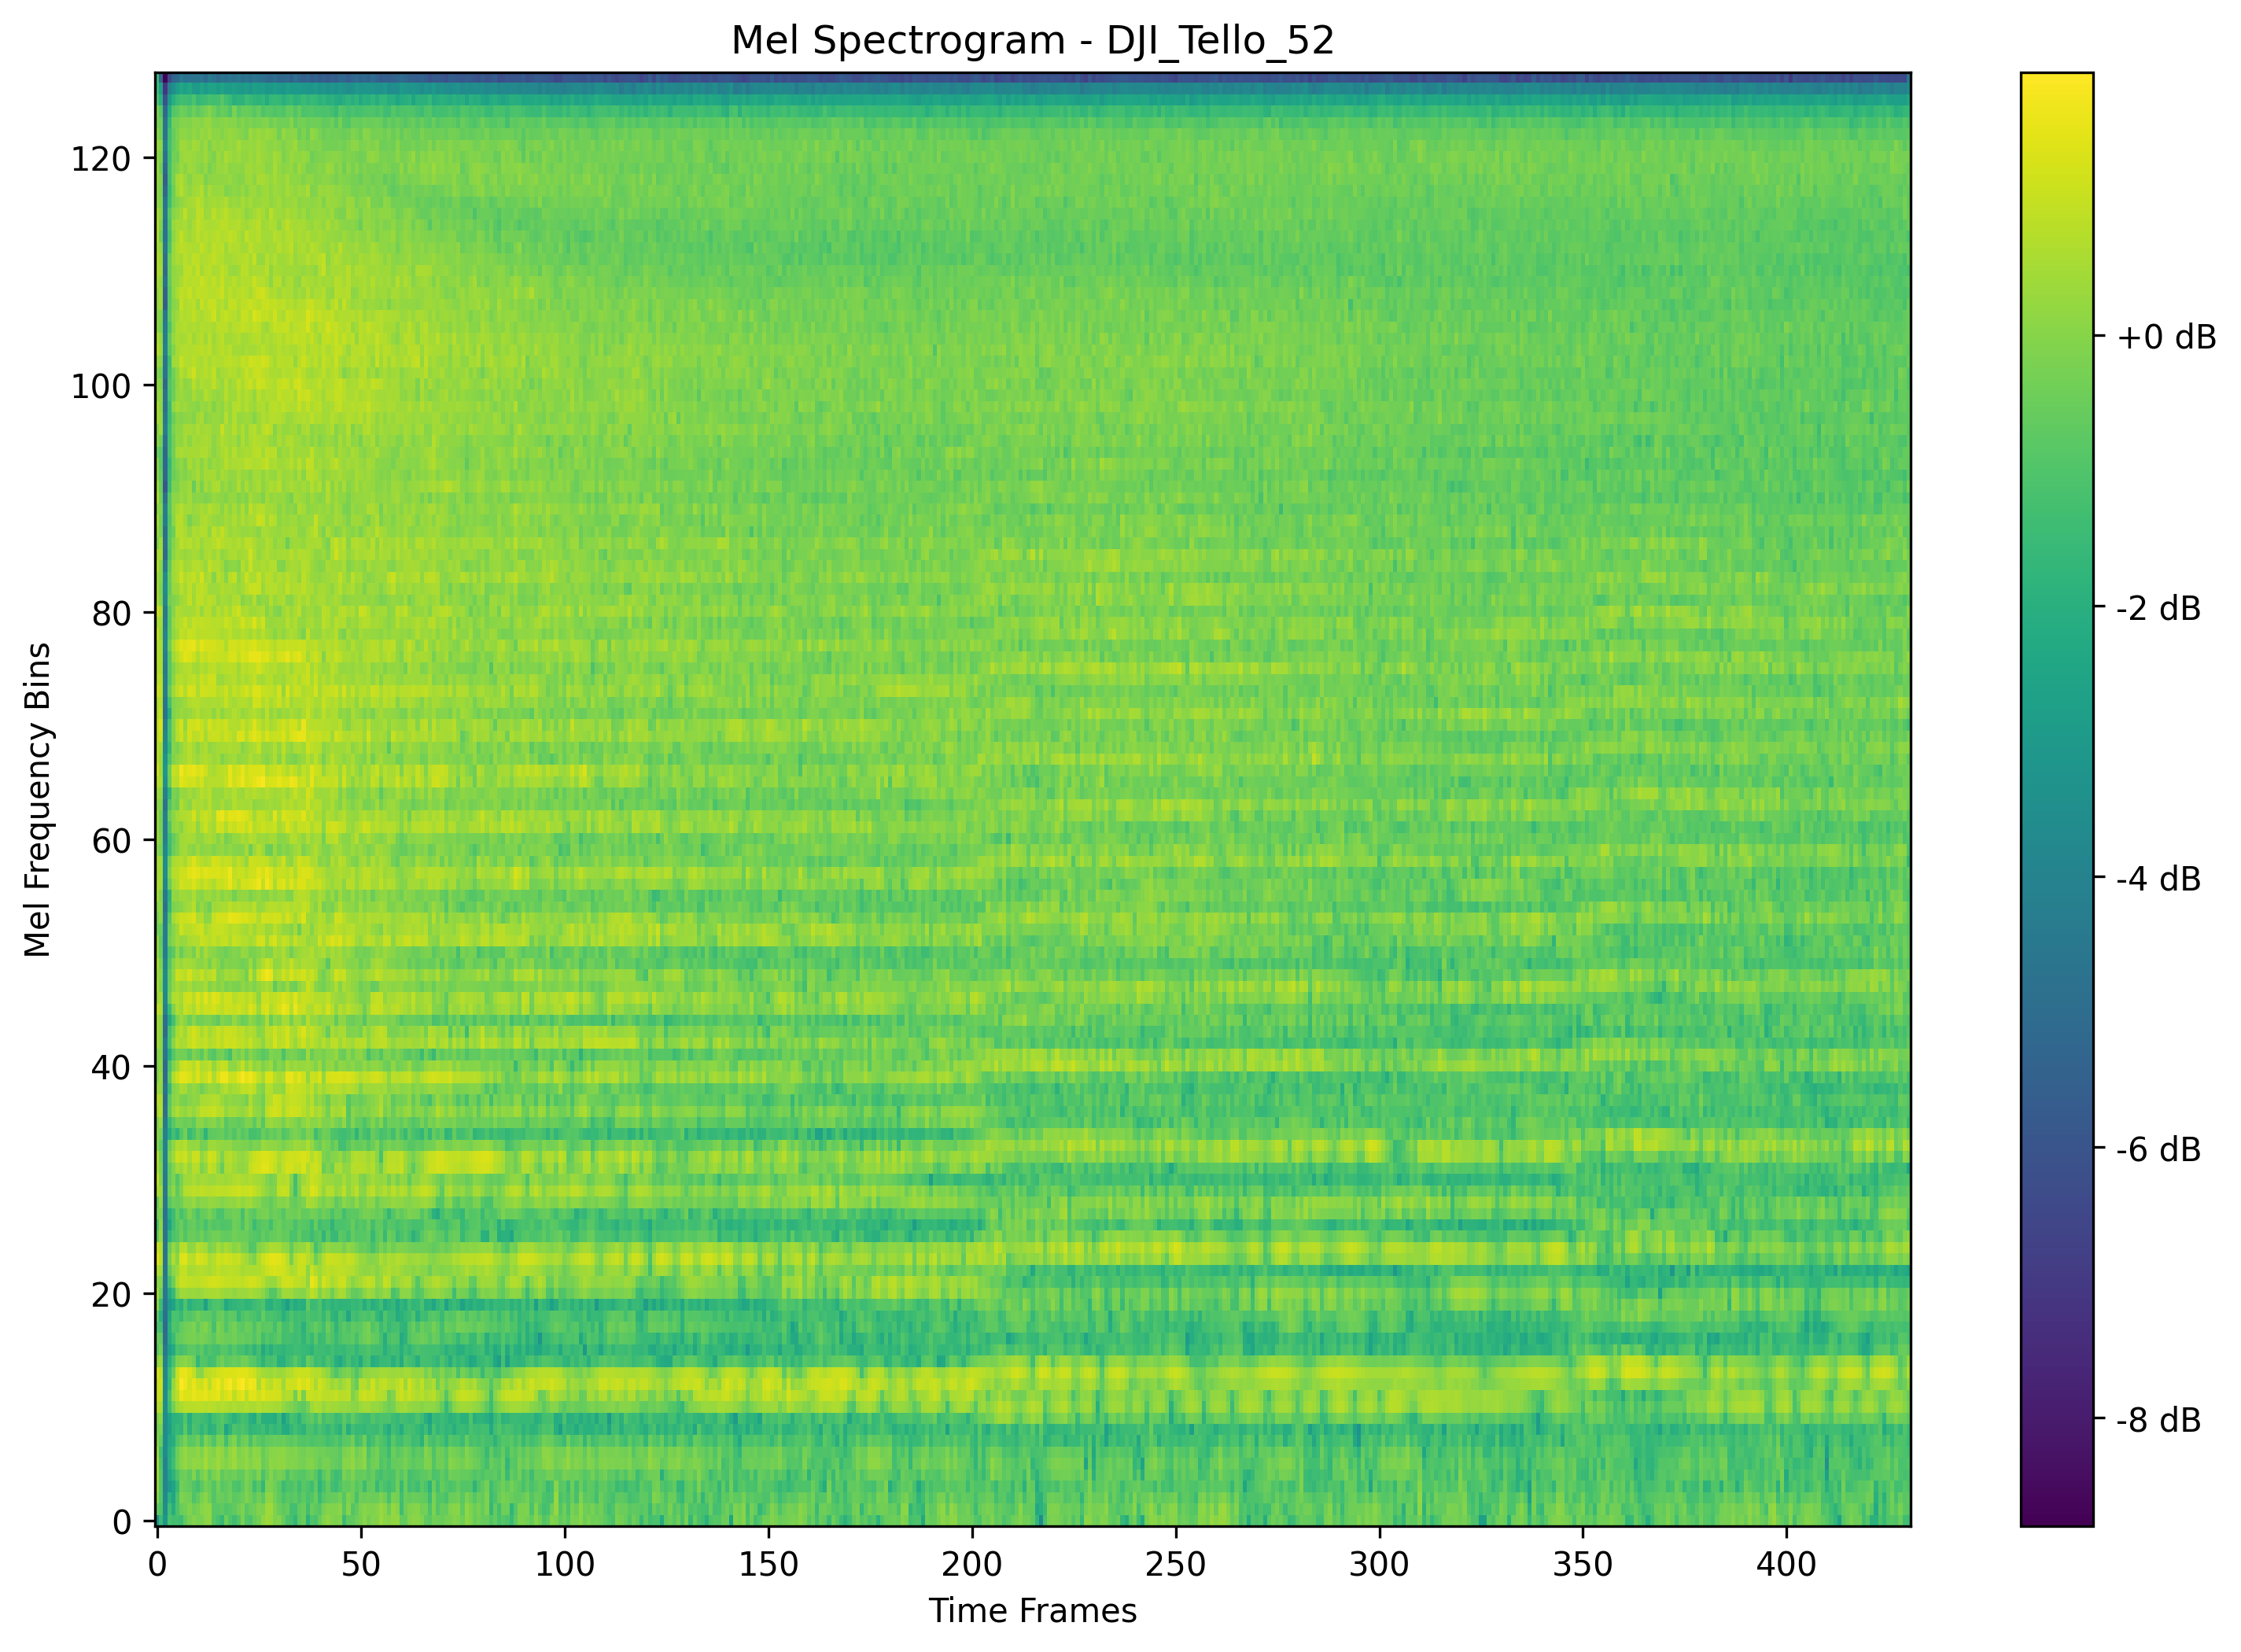 Mel Spectrogram - DJI_Tello_52
120
100
80
60
40
20
0
Mel Frequency Bins
0 50 100 150 200 250 300 350 400
Time Frames
+0 dB
-2 dB
-4 dB
-6 dB
-8 dB